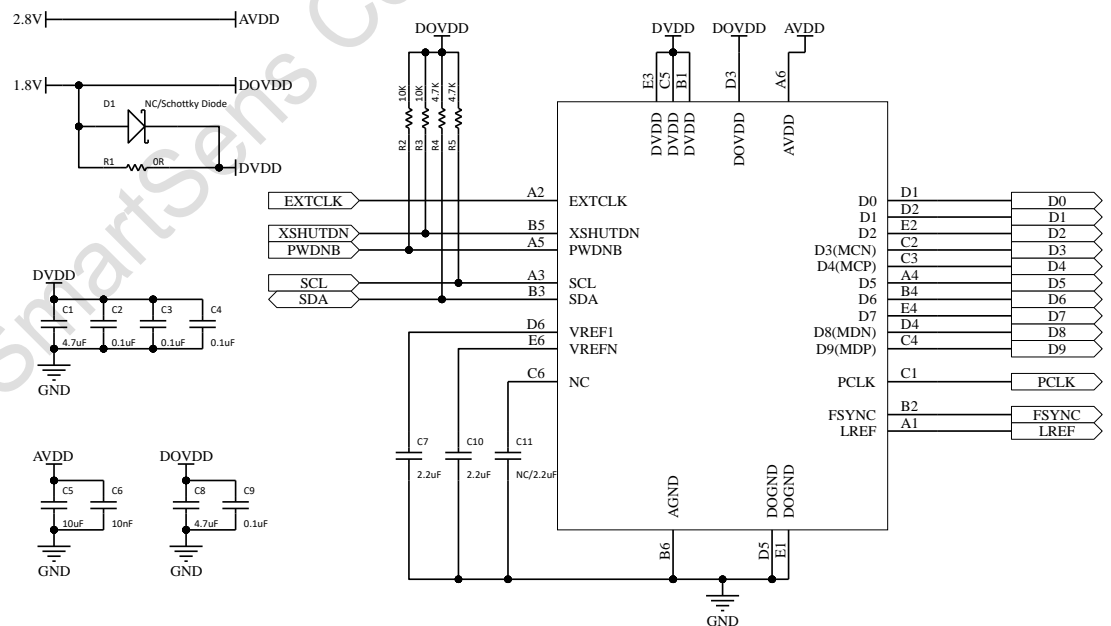 2.8V
AVDD
1.8V
DOVDD
D1
NC/Schottky Diode
R1
0R
DVDD
SmartSens Co
DOVDD
10K
10K
4.7K
4.7K
R2
R3
R4
R5
DVDD
DOVDD
AVDD
E3
C5
B1
D3
A6
DVDD
DVDD
DVDD
DOVDD
AVDD
EXTCLK
A2
EXTCLK
XSHUTDN
B5
XSHUTDN
PWDNB
A5
PWDNB
SCL
A3
SCL
SDA
B3
SDA
D6
VREF1
E6
VREFN
C6
NC
D0
D1
D0
D1
D2
D1
D2
E2
D2
D3(MCN)
C2
D3
D4(MCP)
C3
D4
D5
A4
D5
D6
B4
D6
D7
E4
D7
D8(MDN)
D4
D8
D9(MDP)
C4
D9
PCLK
C1
PCLK
FSYNC
B2
FSYNC
LREF
A1
LREF
DVDD
C1
C2
C3
C4
4.7uF
0.1uF
0.1uF
0.1uF
GND
AVDD
C5
C6
10uF
10nF
GND
DOVDD
C8
C9
4.7uF
0.1uF
GND
C7
2.2uF
C10
2.2uF
C11
NC/2.2uF
AGND
DOGND
DOGND
B6
D5
E1
GND